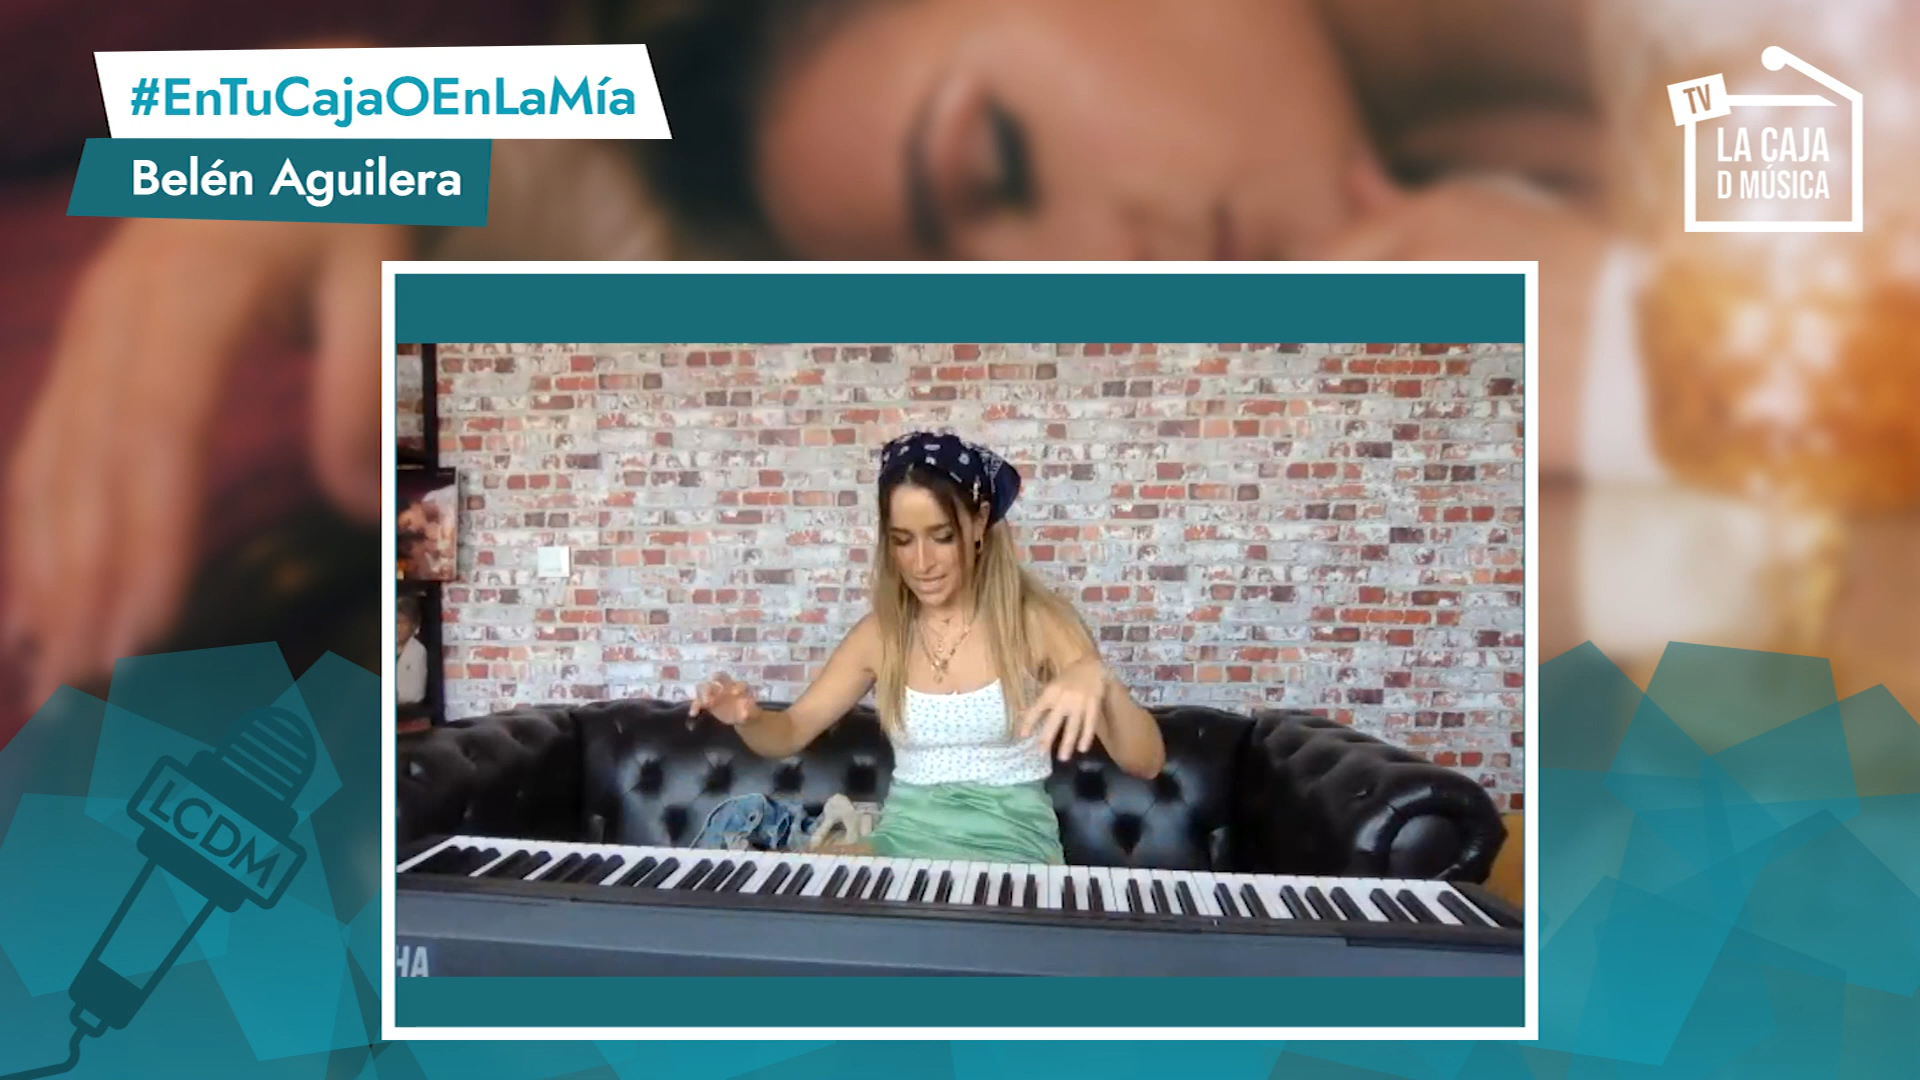 #EnTuCajaOEnLaMía
Belén Aguilera
TV
LA CAJA
D MÚSICA
LCDM
HA